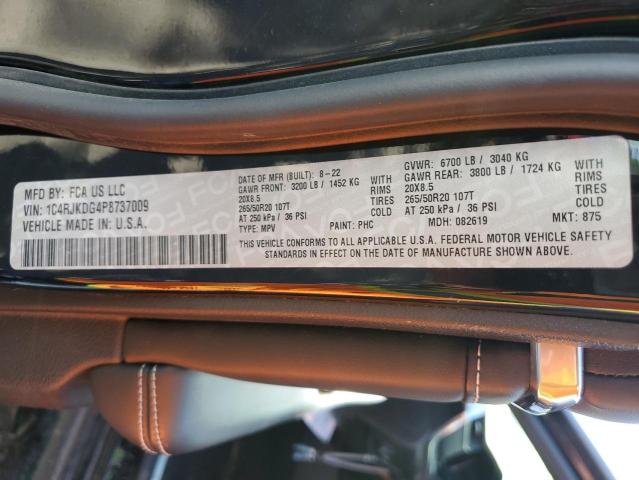 MFD BY: FCA US LLC
VIN: 1C4RJKDG4P8737009
VEHICLE MADE IN: U.S.A.
DATE OF MFR (BUILT): 8-22
GAWR FRONT: 3200 LB / 1452 KG WITH
20X8.5 RIMS
265/50R20 107T TIRES
AT 250 kPA / 36 PSI COLD
TYPE: MPV PAINT: PHC
GVWR: 6700 LB / 3040 KG
GAWR REAR: 3800 LB / 1724 KG WITH
20X8.5 RIMS
265/50R20 107T TIRES
AT 250 kPA / 36 PSI COLD
MDH: 082619 MKT: 875
THIS VEHICLE CONFORMS TO ALL APPLICABLE U.S.A. FEDERAL MOTOR VEHICLE SAFETY
STANDARDS IN EFFECT ON THE DATE OF MANUFACTURE SHOWN ABOVE.